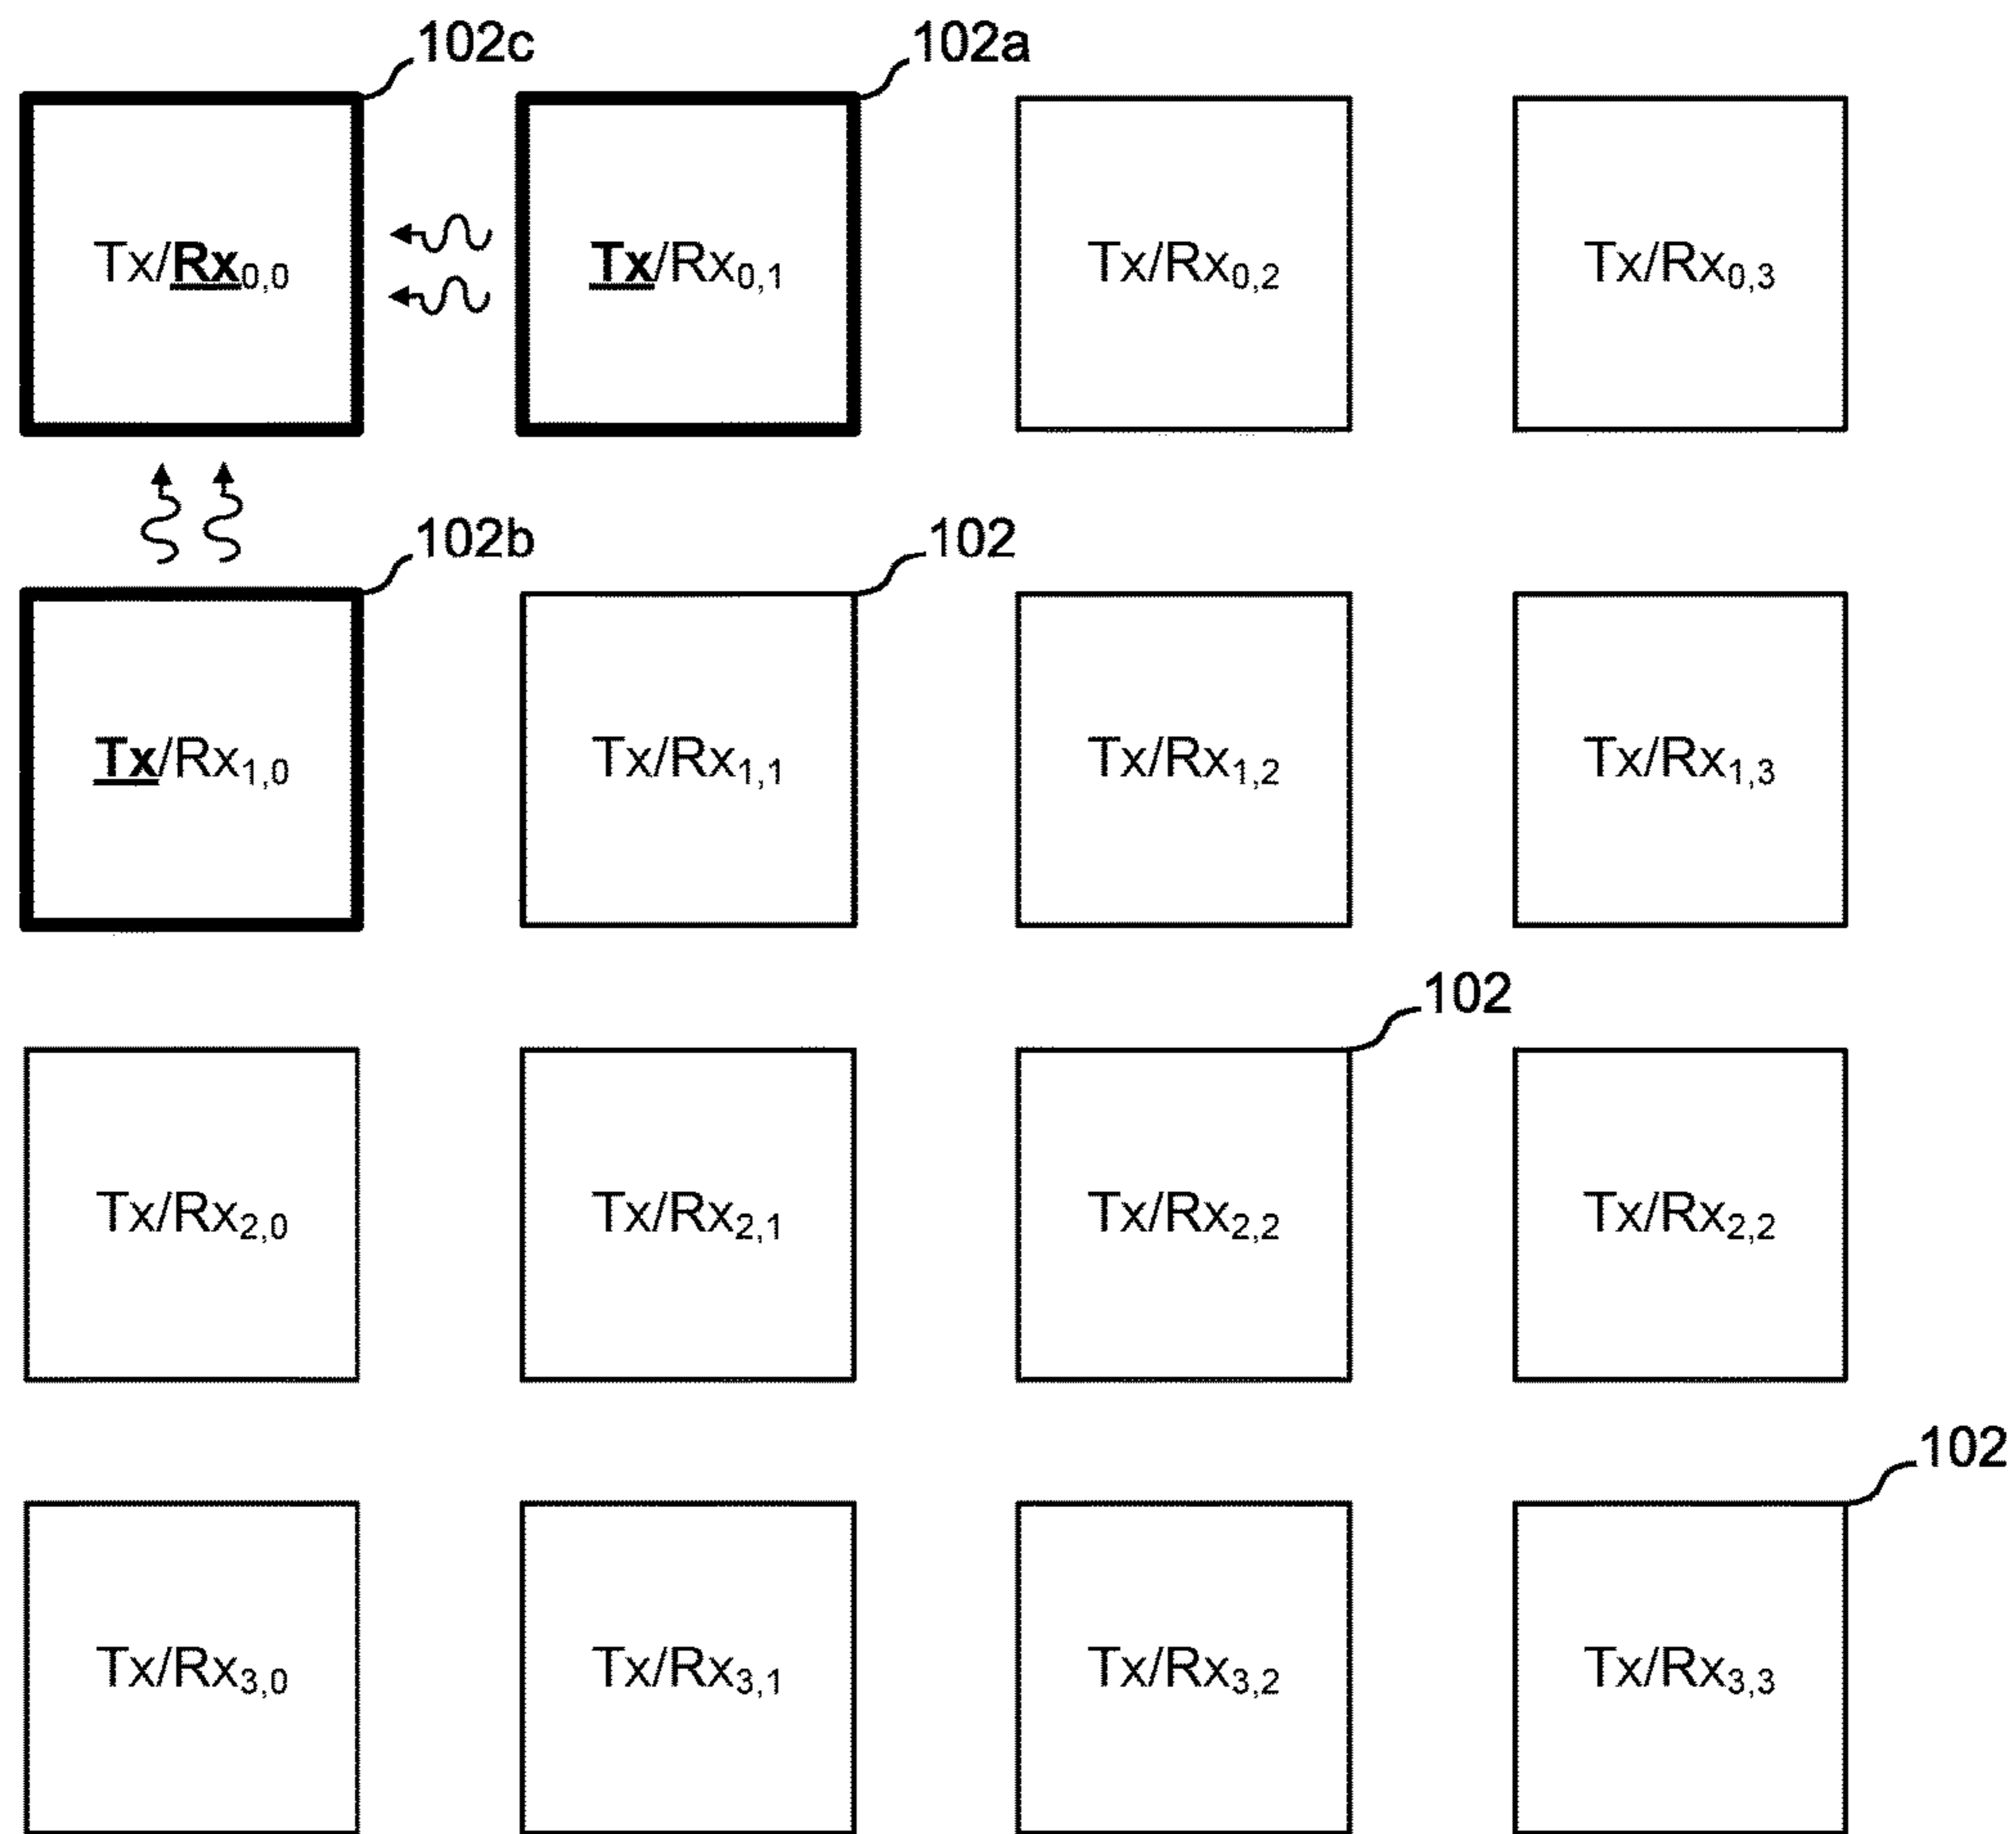 102c 102a
Tx/Rx0,0 Tx/Rx0,1 Tx/Rx0,2 Tx/Rx0,3
102b 102
Tx/Rx1,0 Tx/Rx1,1 Tx/Rx1,2 Tx/Rx1,3
102
Tx/Rx2,0 Tx/Rx2,1 Tx/Rx2,2 Tx/Rx2,2
102
Tx/Rx3,0 Tx/Rx3,1 Tx/Rx3,2 Tx/Rx3,3